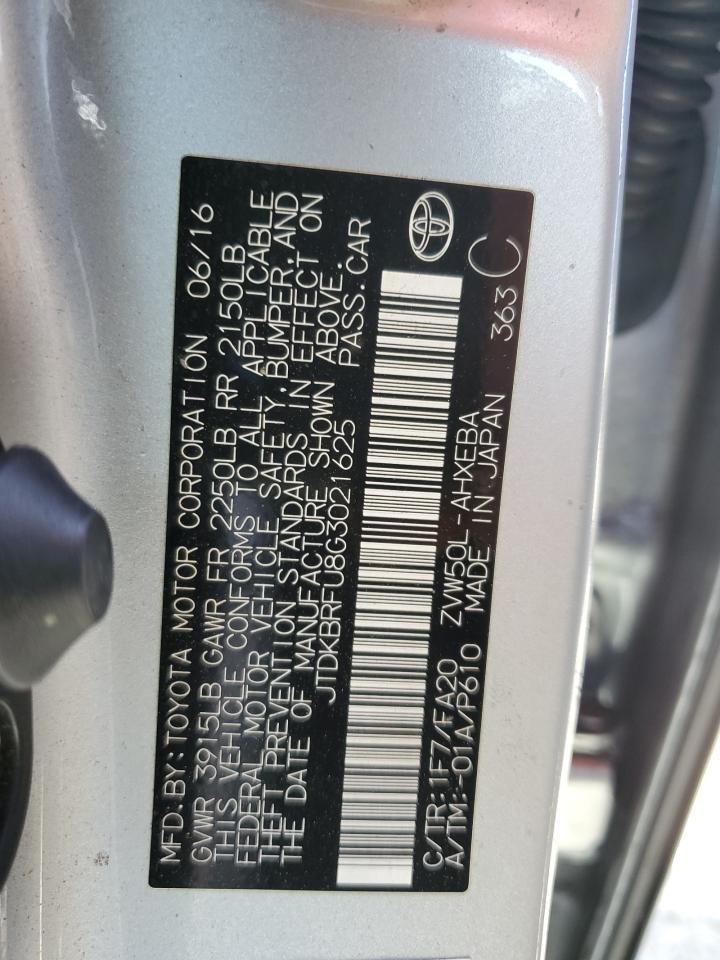 MFD.BY:TOYOTA MOTOR CORPORATION 06/16
GVWR 3915LB GAWR FR 2250LB RR 2150LB
THIS VEHICLE CONFORMS TO ALL APPLICABLE
FEDERAL MOTOR VEHICLE SAFETY,BUMPER,AND
THEFT PREVENTION STANDARDS IN EFFECT ON
THE DATE OF MANUFACTURE SHOWN ABOVE.
JTDKBRFU8G3021625 PASS.CAR
C/TR:1F7/FA20 ZVW50L-AHXEBA
A/TM:-01A/P610 MADE IN JAPAN 363 C